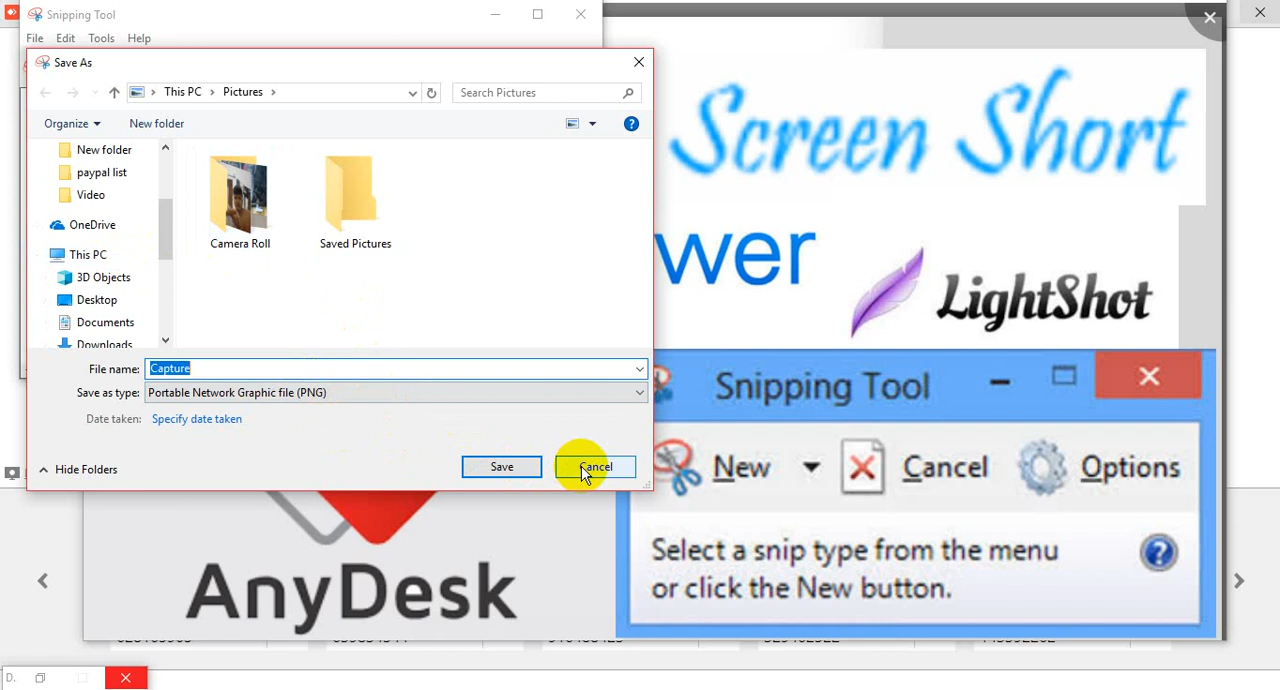 Snipping Tool
File Edit Tools Help
Save As
This PC Pictures
Search Pictures
Organize New folder
New folder
paypal list
Video
OneDrive
This PC
3D Objects
Desktop
Documents
Downloads
Camera Roll
Saved Pictures
File name: Capture
Save as type: Portable Network Graphic file (PNG)
Date taken: Specify date taken
Hide Folders
Save
Cancel
Screen Short
wer
LightShot
Snipping Tool
New Cancel Options
Select a snip type from the menu
or click the New button.
AnyDesk
D.